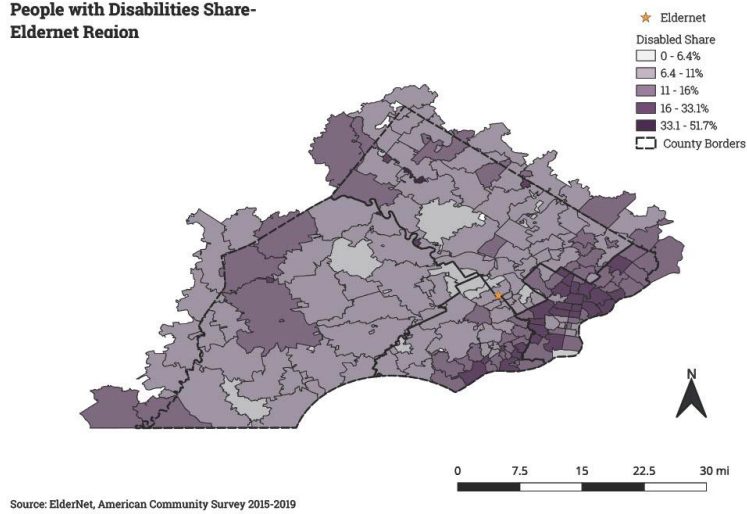 People with Disabilities Share-
Eldernet Region
Eldernet
Disabled Share
0 - 6.4%
6.4 - 11%
11 - 16%
16 - 33.1%
33.1 - 51.7%
County Borders
N
0 7.5 15 22.5 30 mi
Source: ElderNet, American Community Survey 2015-2019